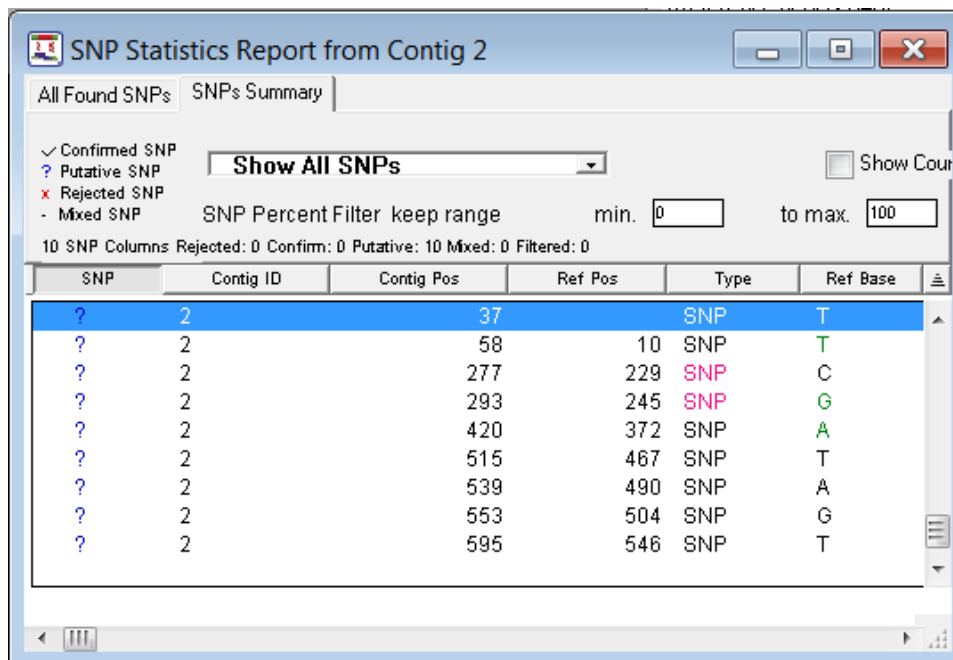 SNP Statistics Report from Contig 2
All Found SNPs SNPs Summary
Confirmed SNP
? Putative SNP
x Rejected SNP
- Mixed SNP
Show All SNPs
Show Cour
SNP Percent Filter keep range min. 0 to max. 100
10 SNP Columns Rejected: 0 Confirm: 0 Putative: 10 Mixed: 0 Filtered: 0
SNP Contig ID Contig Pos Ref Pos Type Ref Base
? 2 37 SNP T
? 2 58 10 SNP T
? 2 277 229 SNP C
? 2 293 245 SNP G
? 2 420 372 SNP A
? 2 515 467 SNP T
? 2 539 490 SNP A
? 2 553 504 SNP G
? 2 595 546 SNP T